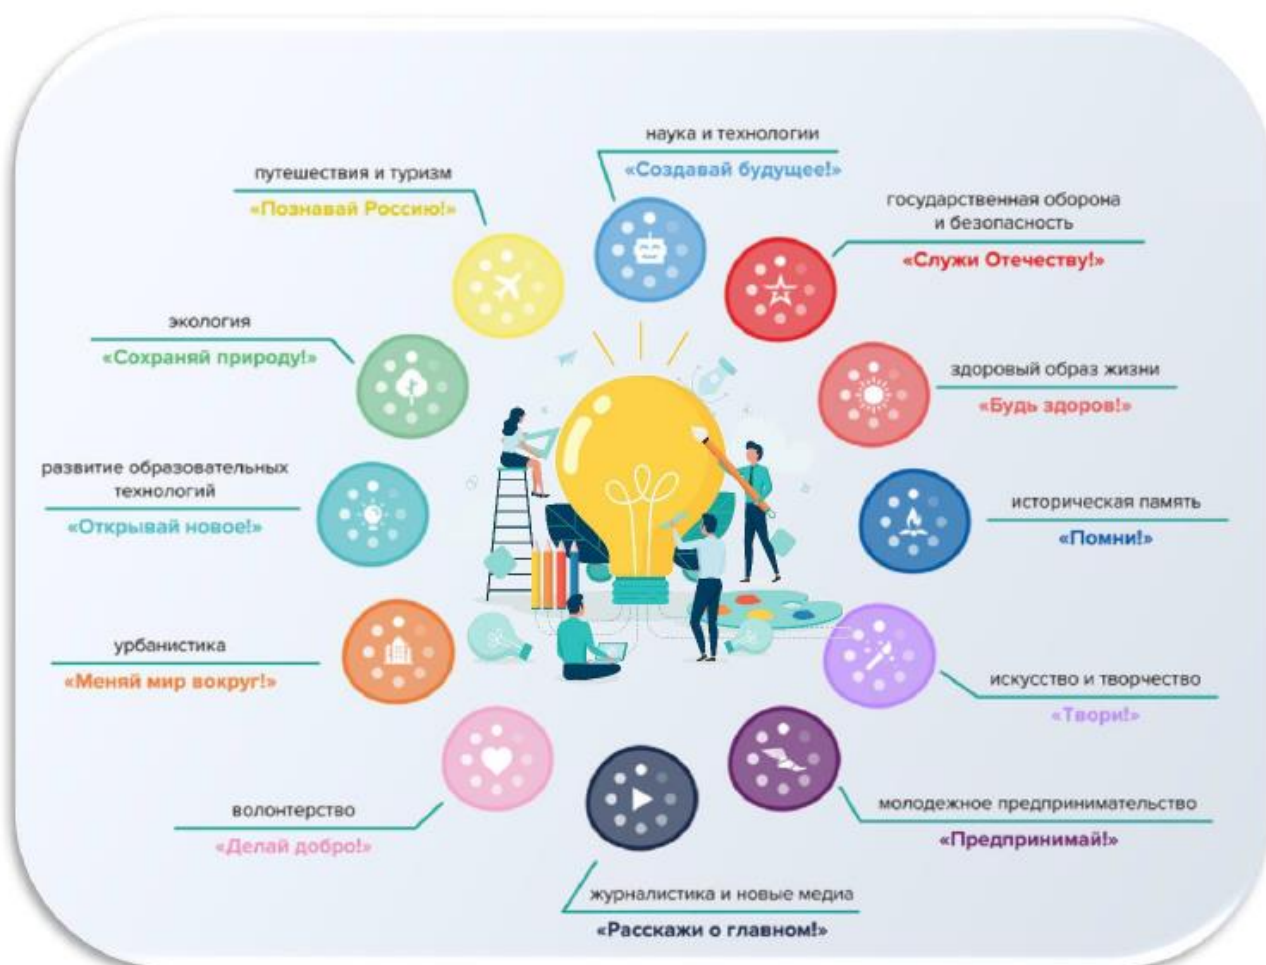 наука и технологии
«Создавай будущее!»
путешествия и туризм
«Познавай Россию!»
государственная оборона
и безопасность
«Служи Отечеству!»
экология
«Сохраняй природу!»
здоровый образ жизни
«Будь здоров!»
развитие образовательных
технологий
«Открывай новое!»
историческая память
«Помни!»
урбанистика
«Меняй мир вокруг!»
искусство и творчество
«Твори!»
волонтерство
«Делай добро!»
молодежное предпринимательство
«Предпринимай!»
журналистика и новые медиа
«Расскажи о главном!»